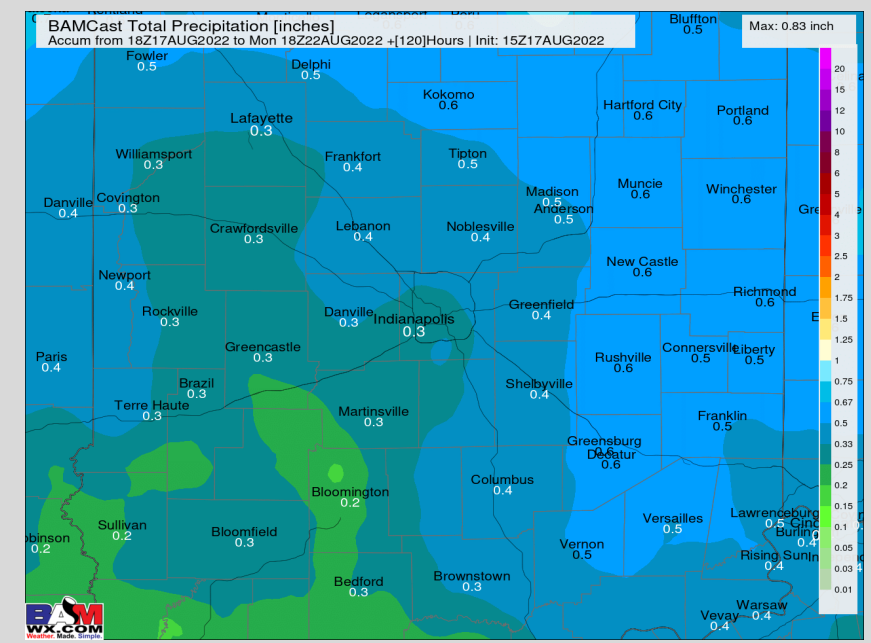 BAMCast Total Precipitation [inches]
Accum from 18Z17AUG2022 to Mon 18Z22AUG2022 +[120]Hours | Init: 15Z17AUG2022
Max: 0.83 inch
Bluffton
0.5
Fowler
0.5
Delphi
0.5
Kokomo
0.6
Hartford City
0.6
Portland
0.6
Lafayette
0.3
Williamsport
0.3
Frankfort
0.4
Tipton
0.5
Muncie
0.6
Winchester
0.6
Danville
0.4
Covington
0.3
Madison
0.5
Anderson
0.5
Crawfordsville
0.3
Lebanon
0.4
Noblesville
0.4
New Castle
0.6
Newport
0.4
Richmond
0.6
Rockville
0.3
Danville
0.3
Indianapolis
0.3
Greenfield
0.4
Greencastle
0.3
Paris
0.4
Rushville
0.6
Connersville
0.5
Liberty
0.5
Brazil
0.3
Shelbyville
0.4
Terre Haute
0.3
Martinsville
0.3
Franklin
0.5
Greensburg
0.6
Decatur
0.6
Columbus
0.4
Bloomington
0.2
Sullivan
0.2
obinson
0.2
Bloomfield
0.3
Versailles
0.5
Lawrenceburg
0.5
Vernon
0.5
Rising Sun
0.4
Bedford
0.3
Brownstown
0.3
Warsaw
0.4
Vevay
0.4
20
15
12
10
8
6
5
4
3
2.5
2
1.75
1.5
1.25
1
0.75
0.67
0.5
0.33
0.25
0.2
0.15
0.1
0.05
0.03
0.01
BAM
WX.COM
Weather. Made. Simple.